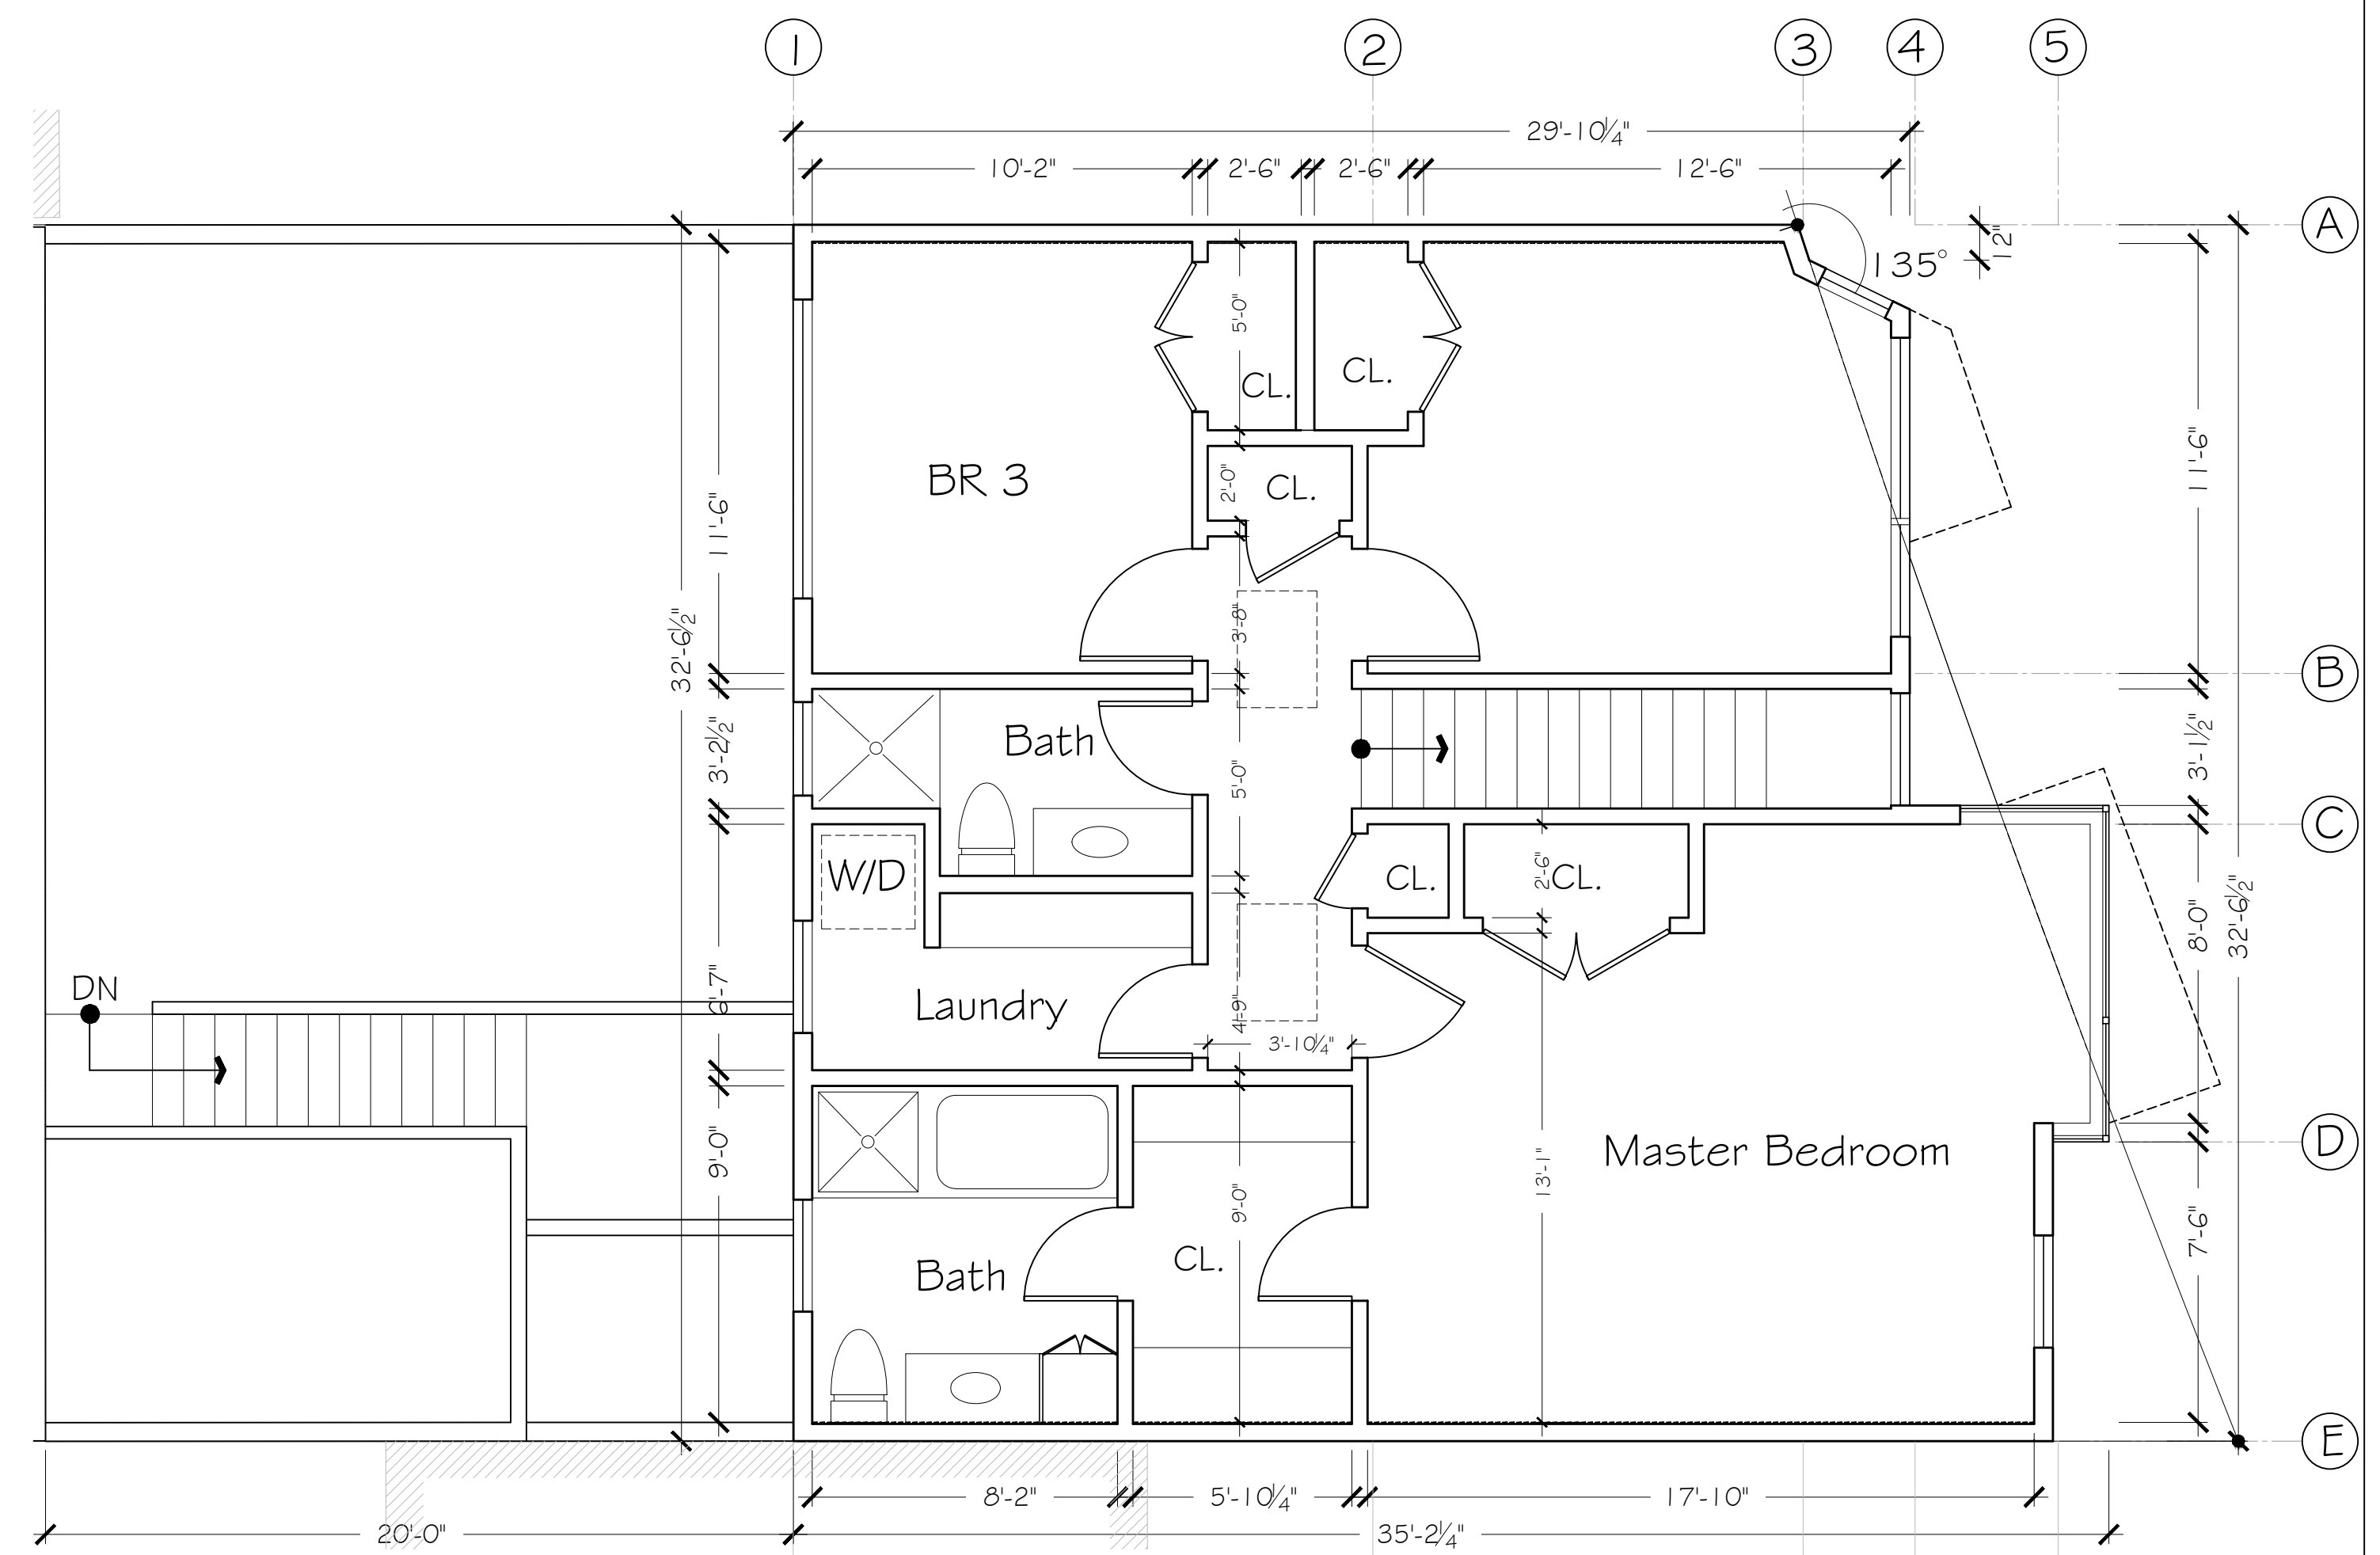 1
2
3
4
5
29'-10¼"
10'-2"
2'-6"
2'-6"
12'-6"
A
12"
135°
5'-0"
CL.
CL.
11'-6"
BR 3
2'-0"
CL.
11'-6"
32'-6½"
3'-8"
B
3'-2½"
Bath
5'-0"
3'-1½"
C
W/D
CL.
2'-6"
CL.
8'-0"
32'-6½"
DN
6'-7"
Laundry
4'-9"
3'-10¼"
9'-0"
13'-1"
Master Bedroom
D
9'-0"
7'-6"
Bath
CL.
E
8'-2"
5'-10¼"
17'-10"
20'-0"
35'-2¼"